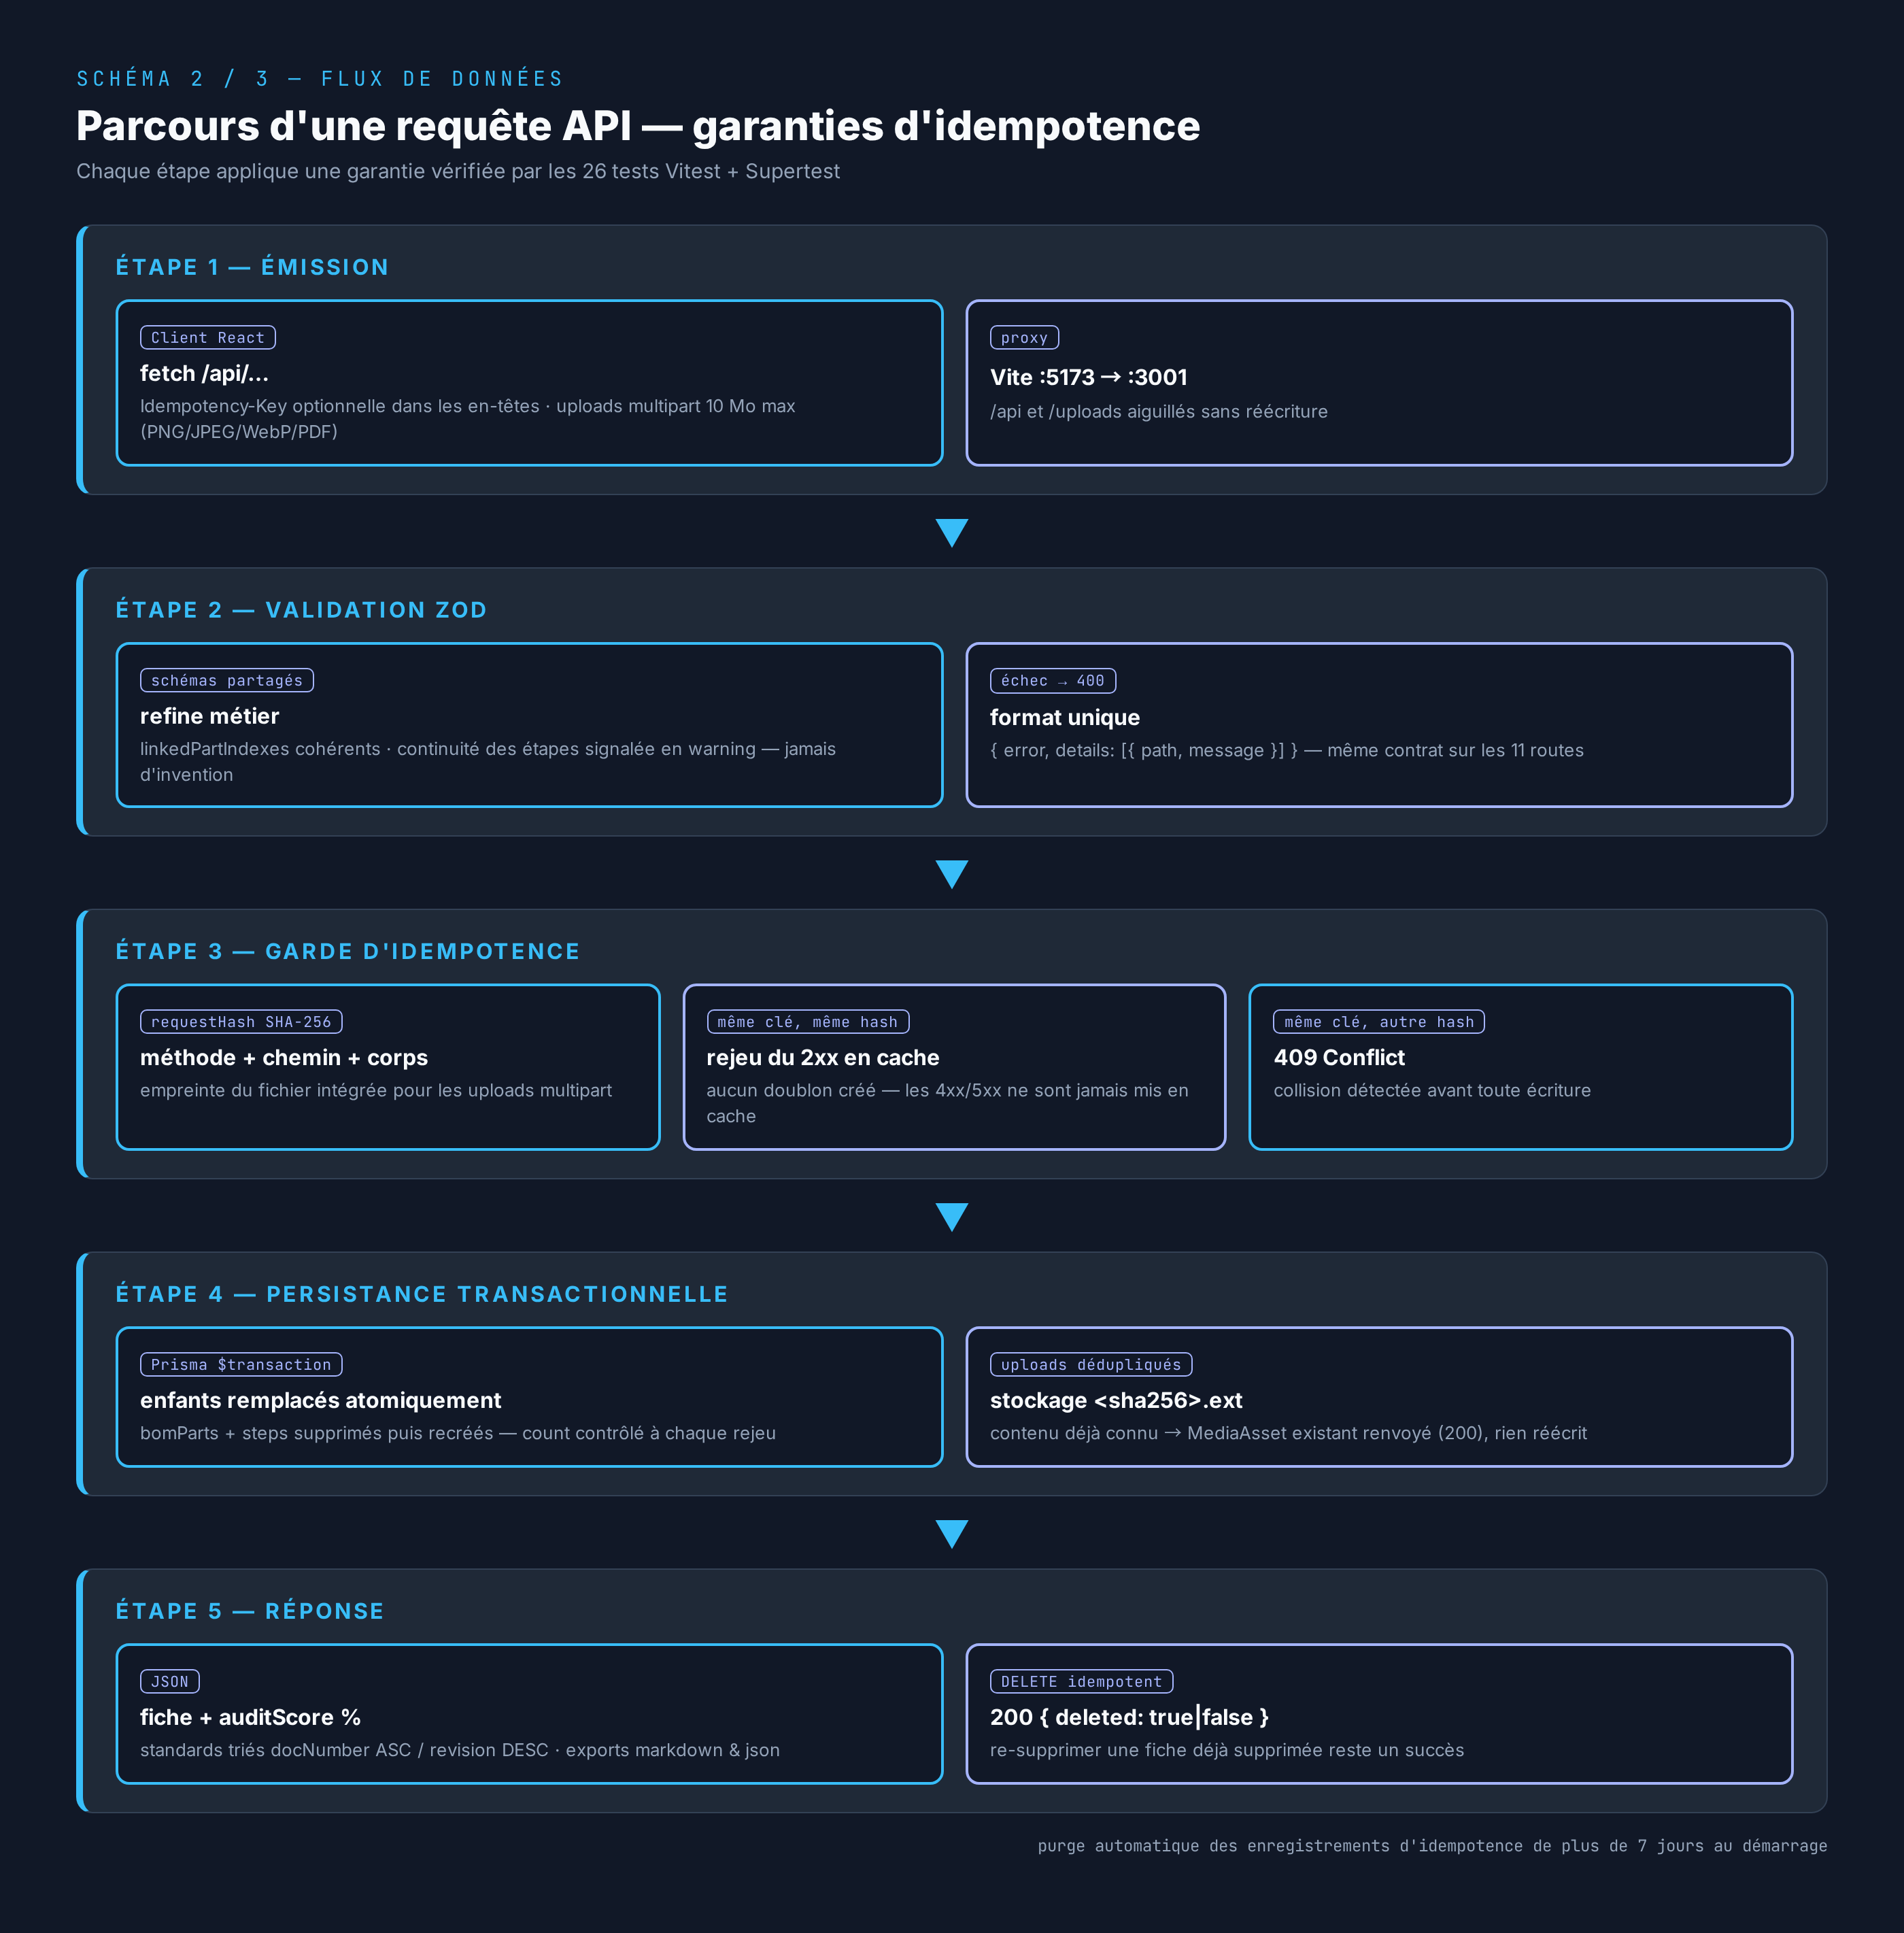 SCHÉMA 2 / 3 — FLUX DE DONNÉES
Parcours d'une requête API — garanties d'idempotence
Chaque étape applique une garantie vérifiée par les 26 tests Vitest + Supertest
ÉTAPE 1 — ÉMISSION
Client React
fetch /api/…
Idempotency-Key optionnelle dans les en-têtes · uploads multipart 10 Mo max
(PNG/JPEG/WebP/PDF)
proxy
Vite :5173 → :3001
/api et /uploads aiguillés sans réécriture
ÉTAPE 2 — VALIDATION ZOD
schémas partagés
refine métier
linkedPartIndexes cohérents · continuité des étapes signalée en warning — jamais
d'invention
échec → 400
format unique
{ error, details: [{ path, message }] } — même contrat sur les 11 routes
ÉTAPE 3 — GARDE D'IDEMPOTENCE
requestHash SHA-256
méthode + chemin + corps
empreinte du fichier intégrée pour les uploads multipart
même clé, même hash
rejeu du 2xx en cache
aucun doublon créé — les 4xx/5xx ne sont jamais mis en
cache
même clé, autre hash
409 Conflict
collision détectée avant toute écriture
ÉTAPE 4 — PERSISTANCE TRANSACTIONNELLE
Prisma $transaction
enfants remplacés atomiquement
bomParts + steps supprimés puis recréés — count contrôlé à chaque rejeu
uploads dédupliqués
stockage <sha256>.ext
contenu déjà connu → MediaAsset existant renvoyé (200), rien réécrit
ÉTAPE 5 — RÉPONSE
JSON
fiche + auditScore %
standards triés docNumber ASC / revision DESC · exports markdown & json
DELETE idempotent
200 { deleted: true|false }
re-supprimer une fiche déjà supprimée reste un succès
purge automatique des enregistrements d'idempotence de plus de 7 jours au démarrage